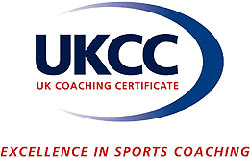 UKCC
UK COACHING CERTIFICATE
EXCELLENCE IN SPORTS COACHING